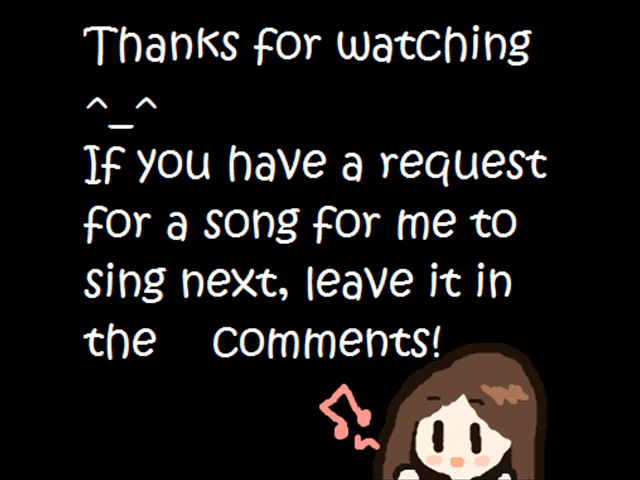 Thanks for watching
^_^
If you have a request
for a song for me to
sing next, leave it in
the comments!